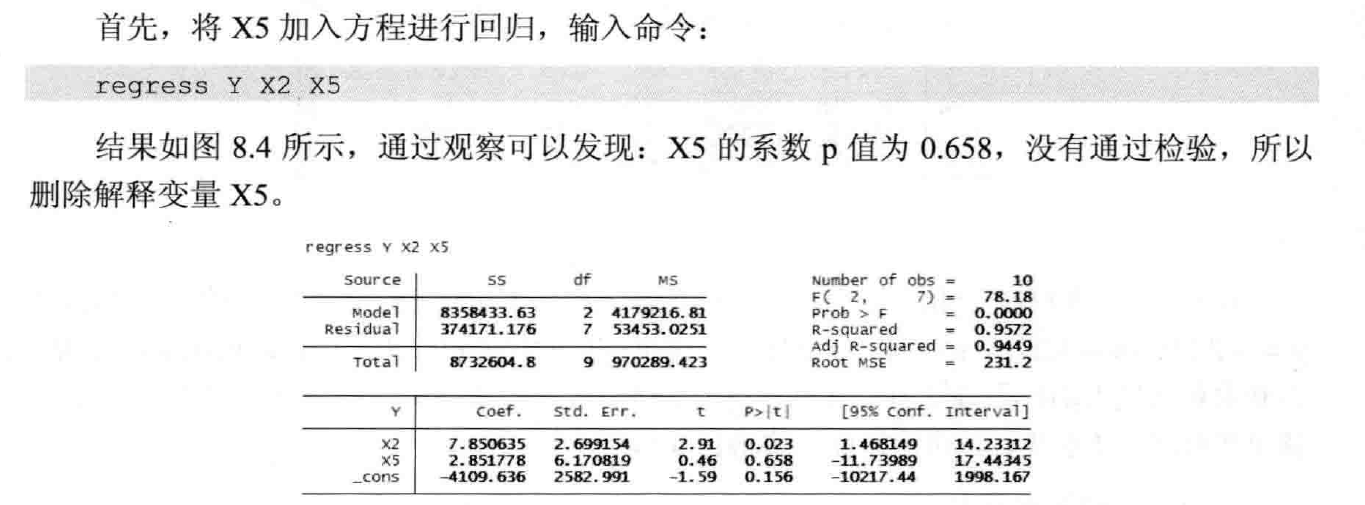 首先，将 X5 加入方程进行回归，输入命令：
regress Y X2 X5
结果如图 8.4 所示，通过观察可以发现：X5 的系数 p 值为 0.658，没有通过检验，所以
删除解释变量 X5。
regress Y X2 X5
Source SS df MS Number of obs = 10
F( 2, 7) = 78.18
Model 8358433.63 2 4179216.81 Prob > F = 0.0000
Residual 374171.176 7 53453.0251 R-squared = 0.9572
Adj R-squared = 0.9449
Total 8732604.8 9 970289.423 Root MSE = 231.2
Y Coef. Std. Err. t P>|t| [95% Conf. Interval]
X2 7.850635 2.699154 2.91 0.023 1.468149 14.23312
X5 2.851778 6.170819 0.46 0.658 -11.73989 17.44345
_cons -4109.636 2582.991 -1.59 0.156 -10217.44 1998.167